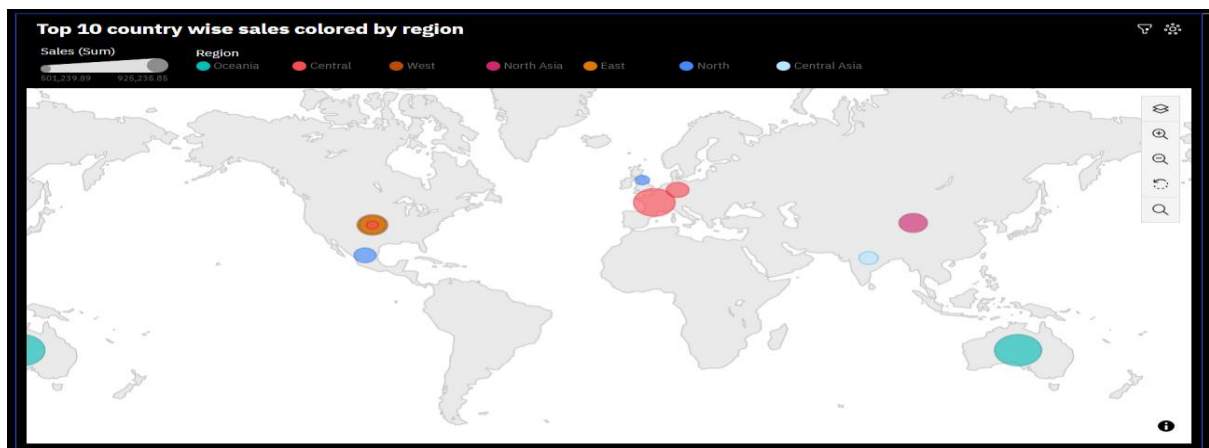 Top 10 country wise sales colored by region
Sales (Sum)
501,239.89 925,235.85
Region
Oceania Central West North Asia East North Central Asia